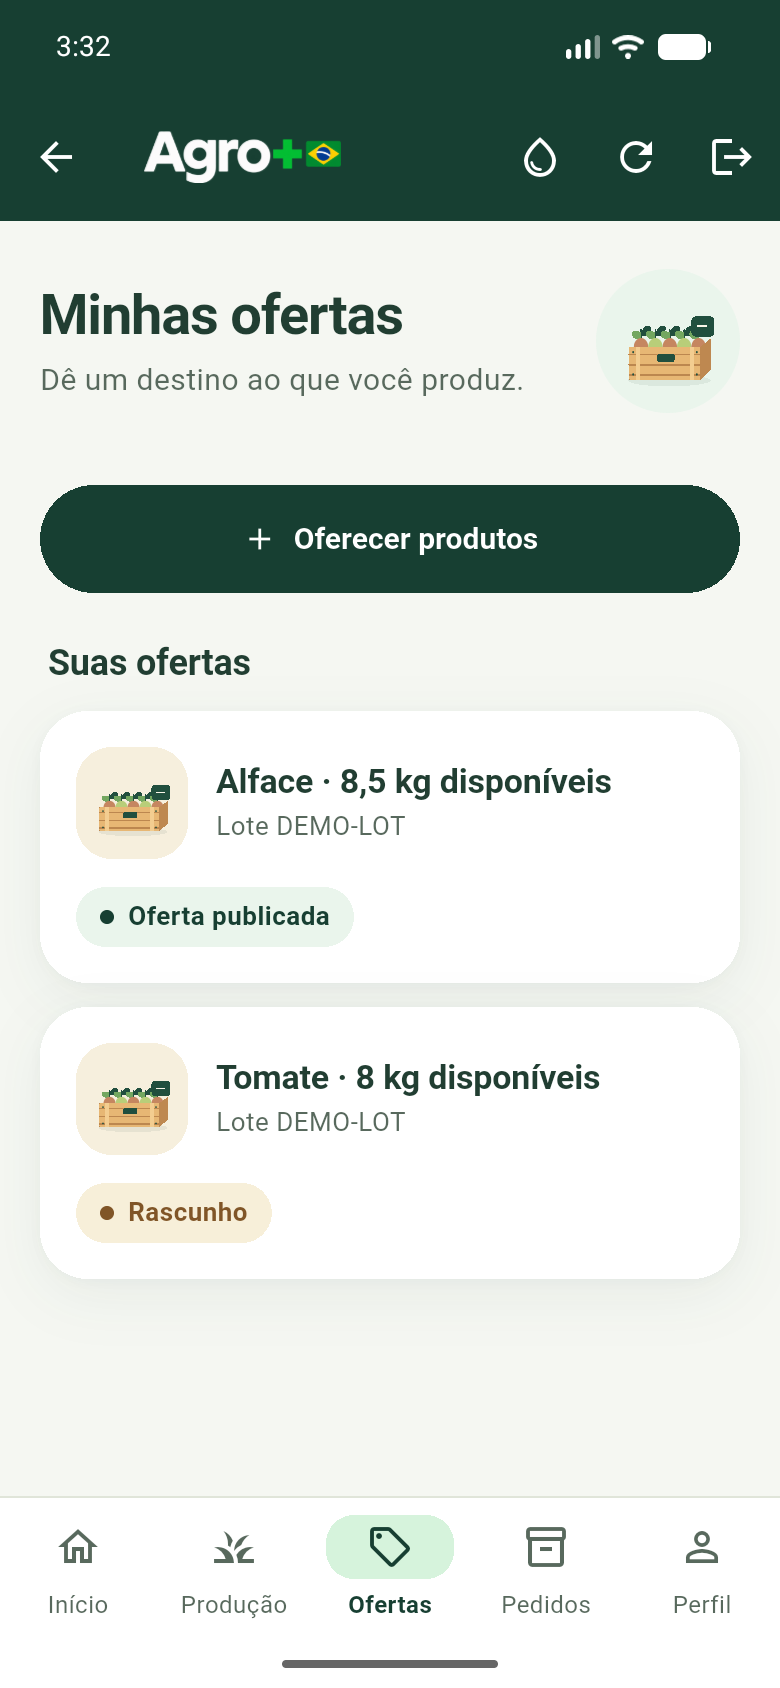 3:32
Agro+
Minhas ofertas
Dê um destino ao que você produz.
Oferecer produtos
Suas ofertas
Alface · 8,5 kg disponíveis
Lote DEMO-LOT
Oferta publicada
Tomate · 8 kg disponíveis
Lote DEMO-LOT
Rascunho
Início
Produção
Ofertas
Pedidos
Perfil